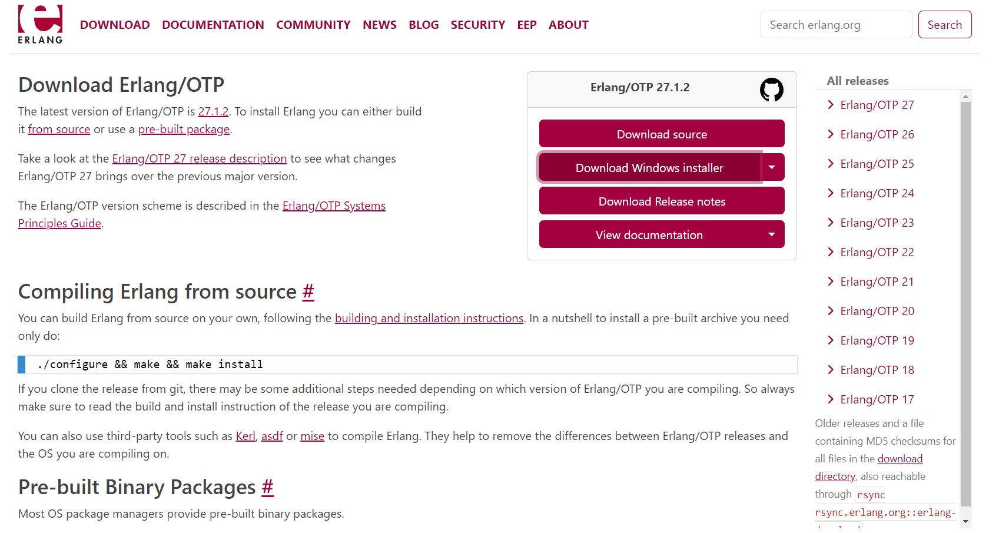 ERLANG
DOWNLOAD DOCUMENTATION COMMUNITY NEWS BLOG SECURITY EEP ABOUT
Search erlang.org
Search
Download Erlang/OTP
The latest version of Erlang/OTP is 27.1.2. To install Erlang you can either build
it from source or use a pre-built package.
Take a look at the Erlang/OTP 27 release description to see what changes
Erlang/OTP 27 brings over the previous major version.
The Erlang/OTP version scheme is described in the Erlang/OTP Systems
Principles Guide.
Erlang/OTP 27.1.2
Download source
Download Windows installer
Download Release notes
View documentation
Compiling Erlang from source #
You can build Erlang from source on your own, following the building and installation instructions. In a nutshell to install a pre-built archive you need
only do:
./configure && make && make install
If you clone the release from git, there may be some additional steps needed depending on which version of Erlang/OTP you are compiling. So always
make sure to read the build and install instruction of the release you are compiling.
You can also use third-party tools such as Kerl, asdf or mise to compile Erlang. They help to remove the differences between Erlang/OTP releases and
the OS you are compiling on.
Pre-built Binary Packages #
Most OS package managers provide pre-built binary packages.
All releases
Erlang/OTP 27
Erlang/OTP 26
Erlang/OTP 25
Erlang/OTP 24
Erlang/OTP 23
Erlang/OTP 22
Erlang/OTP 21
Erlang/OTP 20
Erlang/OTP 19
Erlang/OTP 18
Erlang/OTP 17
Older releases and a file
containing MD5 checksums for
all files in the download
directory, also reachable
through rsync
rsync.erlang.org::erlang-